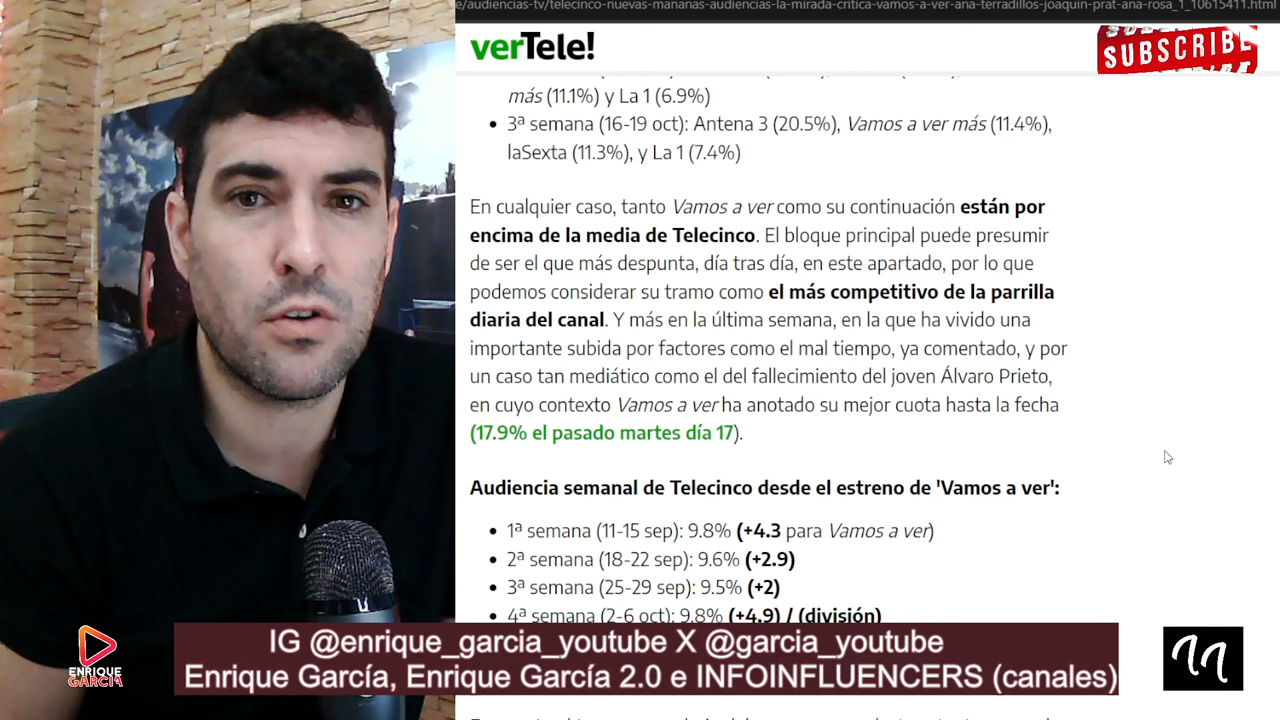 e/audiencias-tv/telecinco-nuevas-mananas-audiencias-la-mirada-critica-vamos-a-ver-ana-terradillos-joaquin-prat-ana-rosa_1_10615411.html
verTele!
SUBSCRIBE
más (11.1%) y La 1 (6.9%)
• 3ª semana (16-19 oct): Antena 3 (20.5%), Vamos a ver más (11.4%),
laSexta (11.3%), y La 1 (7.4%)
En cualquier caso, tanto Vamos a ver como su continuación están por
encima de la media de Telecinco. El bloque principal puede presumir
de ser el que más despunta, día tras día, en este apartado, por lo que
podemos considerar su tramo como el más competitivo de la parrilla
diaria del canal. Y más en la última semana, en la que ha vivido una
importante subida por factores como el mal tiempo, ya comentado, y por
un caso tan mediático como el del fallecimiento del joven Álvaro Prieto,
en cuyo contexto Vamos a ver ha anotado su mejor cuota hasta la fecha
(17.9% el pasado martes día 17).
Audiencia semanal de Telecinco desde el estreno de 'Vamos a ver':
• 1ª semana (11-15 sep): 9.8% (+4.3 para Vamos a ver)
• 2ª semana (18-22 sep): 9.6% (+2.9)
• 3ª semana (25-29 sep): 9.5% (+2)
• 4ª semana (2-6 oct): 9.8% (+4.9) / (división)
IG @enrique_garcia_youtube X @garcia_youtube
Enrique García, Enrique García 2.0 e INFOINFLUENCERS (canales)
ENRIQUE
GARCÍA